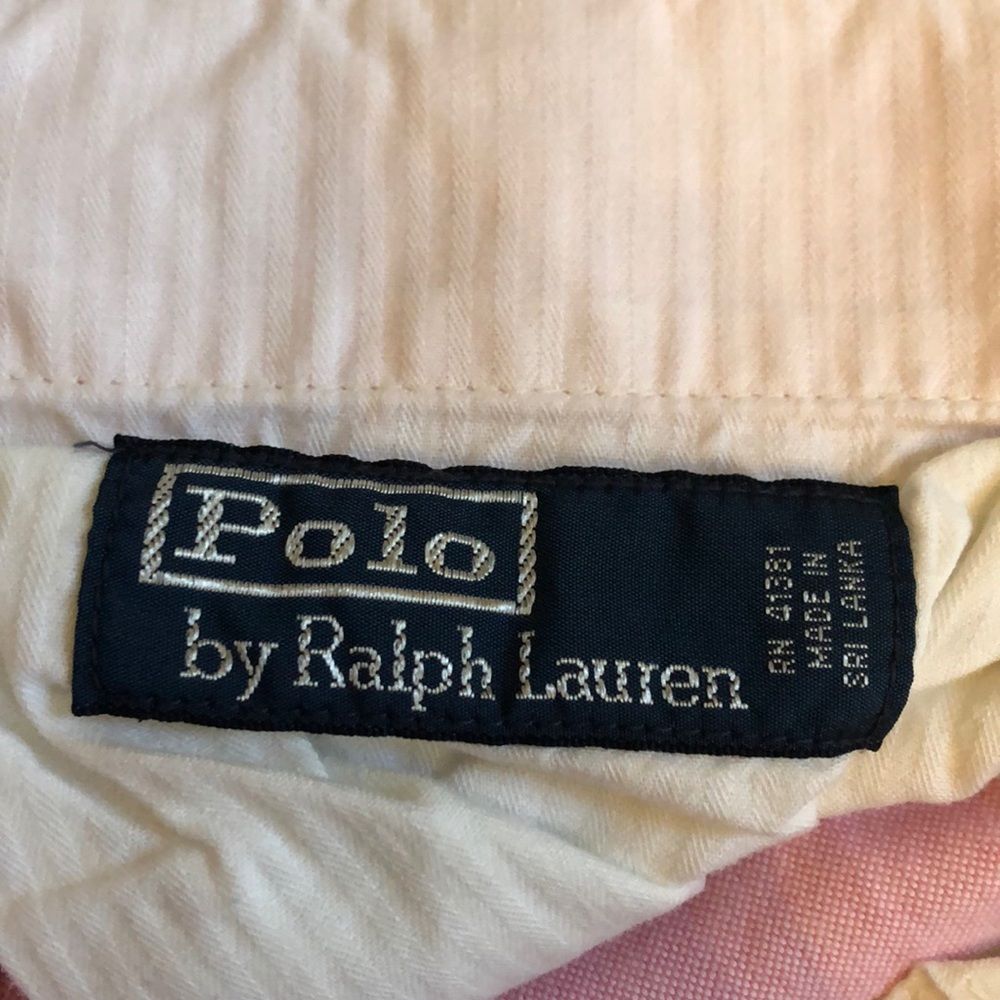 Polo
by Ralph Lauren
RN 41381
MADE IN
SRI LANKA